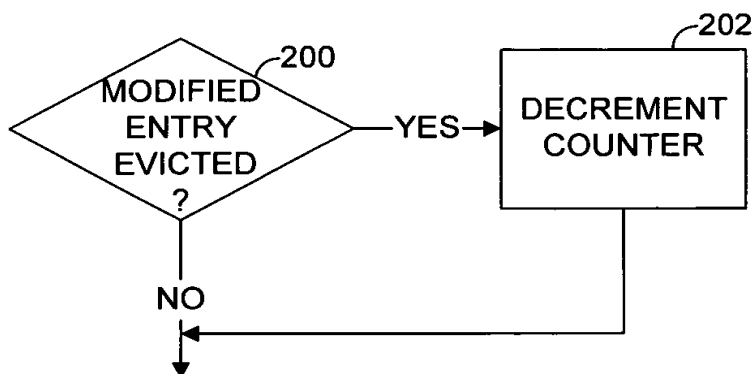 202
200
MODIFIED
ENTRY
EVICTED
?
YES
DECREMENT
COUNTER
NO